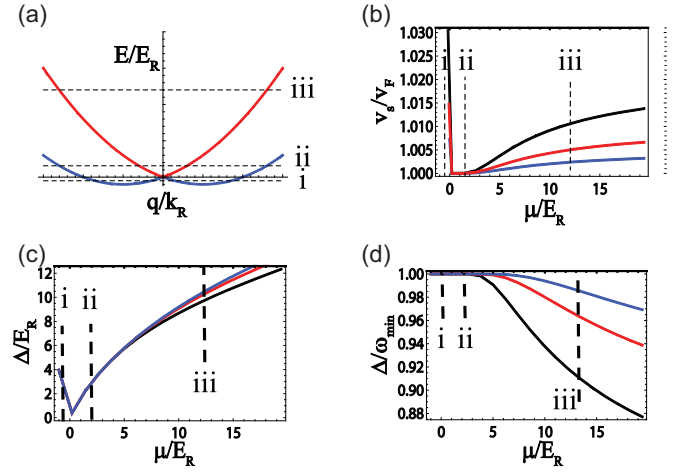 (a)
E/E_R
iii
ii
i
q/k_R
(b)
1.030
1.025
1.020
1.015
1.010
1.005
1.000
v_s/v_F
i
ii
iii
0
5
10
15
μ/E_R
(c)
12
10
8
6
4
2
0
Δ/E_R
i
ii
iii
0
5
10
15
μ/E_R
(d)
1.00
0.98
0.96
0.94
0.92
0.90
0.88
Δ/ω_min
i
ii
iii
0
5
10
15
μ/E_R